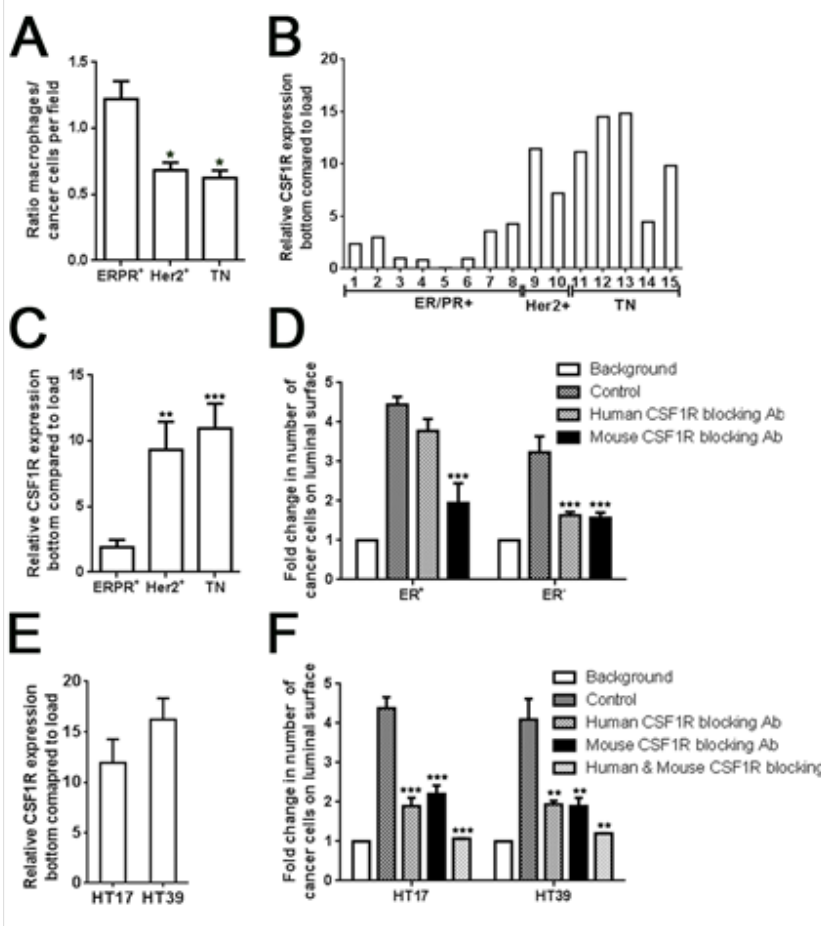 A
Ratio macrophages/
cancer cells per field
1.5
1.0
0.5
0.0
*
*
ERPR+
Her2+
TN
B
Relative CSF1R expression
bottom comared to load
20
15
10
5
0
1 2 3 4 5 6 7 8 9 10 11 12 13 14 15
ER/PR+
Her2+
TN
C
Relative CSF1R expression
bottom compared to load
15
10
5
0
**
***
ERPR+
Her2+
TN
D
Fold change in number of
cancer cells on luminal surface
5
4
3
2
1
0
***
***
***
ER+
ER-
Background
Control
Human CSF1R blocking Ab
Mouse CSF1R blocking Ab
E
Relative CSF1R expression
bottom comapred to load
20
15
10
5
0
HT17 HT39
F
Fold change in number of
cancer cells on luminal surface
5
4
3
2
1
0
***
***
***
**
**
**
HT17
HT39
Background
Control
Human CSF1R blocking Ab
Mouse CSF1R blocking Ab
Human & Mouse CSF1R blocking